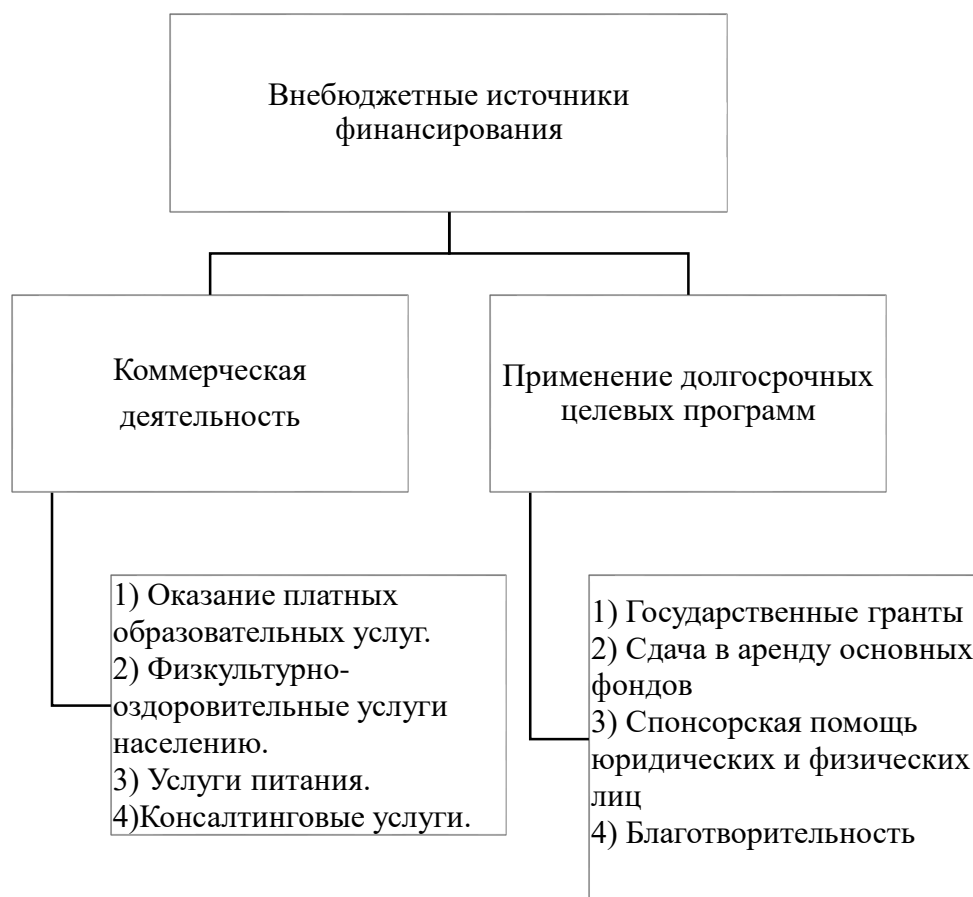 Внебюджетные источники
финансирования
Коммерческая
деятельность
Применение долгосрочных
целевых программ
1) Оказание платных
образовательных услуг.
2) Физкультурно-
оздоровительные услуги
населению.
3) Услуги питания.
4)Консалтинговые услуги.
1) Государственные гранты
2) Сдача в аренду основных
фондов
3) Спонсорская помощь
юридических и физических
лиц
4) Благотворительность